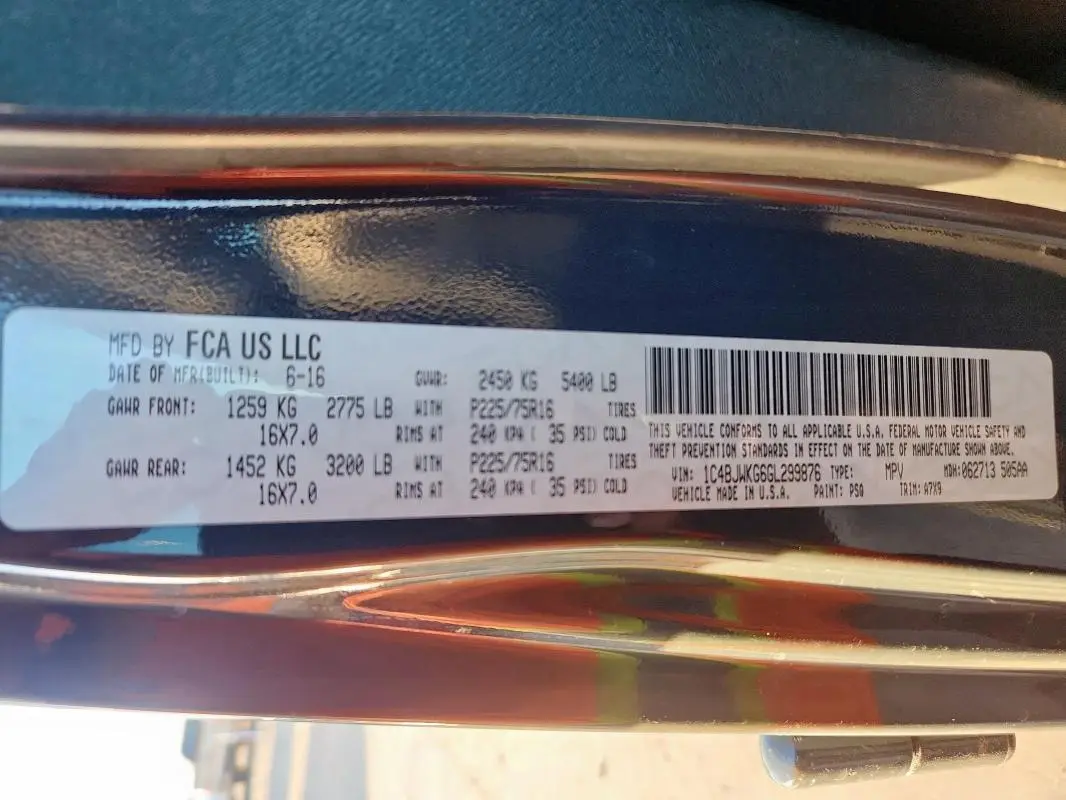 MFD BY FCA US LLC
DATE OF MFR(BUILT): 6-16 GVWR: 2450 KG 5400 LB
GAWR FRONT: 1259 KG 2775 LB WITH P225/75R16 TIRES
16X7.0 RIMS AT 240 KPA ( 35 PSI) COLD
GAWR REAR: 1452 KG 3200 LB WITH P225/75R16 TIRES
16X7.0 RIMS AT 240 KPA ( 35 PSI) COLD
THIS VEHICLE CONFORMS TO ALL APPLICABLE U.S.A. FEDERAL MOTOR VEHICLE SAFETY AND
THEFT PREVENTION STANDARDS IN EFFECT ON THE DATE OF MANUFACTURE SHOWN ABOVE.
VIN: 1C4BJWKG6GL299876 TYPE: MPV MDH: 062713 505AA
VEHICLE MADE IN U.S.A. PAINT: PSQ TRIM: A7X9